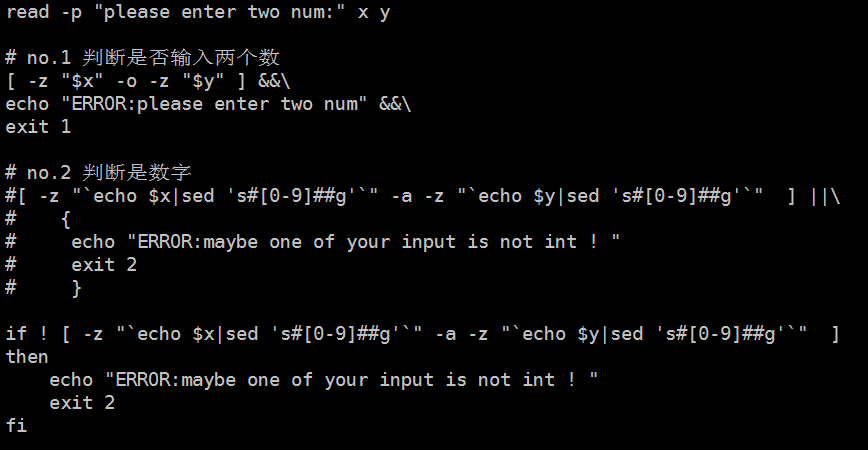 read -p "please enter two num:" x y

# no.1 判断是否输入两个数
[ -z "$x" -o -z "$y" ] &&\
echo "ERROR:please enter two num" &&\
exit 1

# no.2 判断是数字
#[ -z "`echo $x|sed 's#[0-9]##g'`" -a -z "`echo $y|sed 's#[0-9]##g'`"  ] ||\
#    {
#     echo "ERROR:maybe one of your input is not int ! "
#     exit 2
#     }

if ! [ -z "`echo $x|sed 's#[0-9]##g'`" -a -z "`echo $y|sed 's#[0-9]##g'`"  ]
then
    echo "ERROR:maybe one of your input is not int ! "
    exit 2
fi